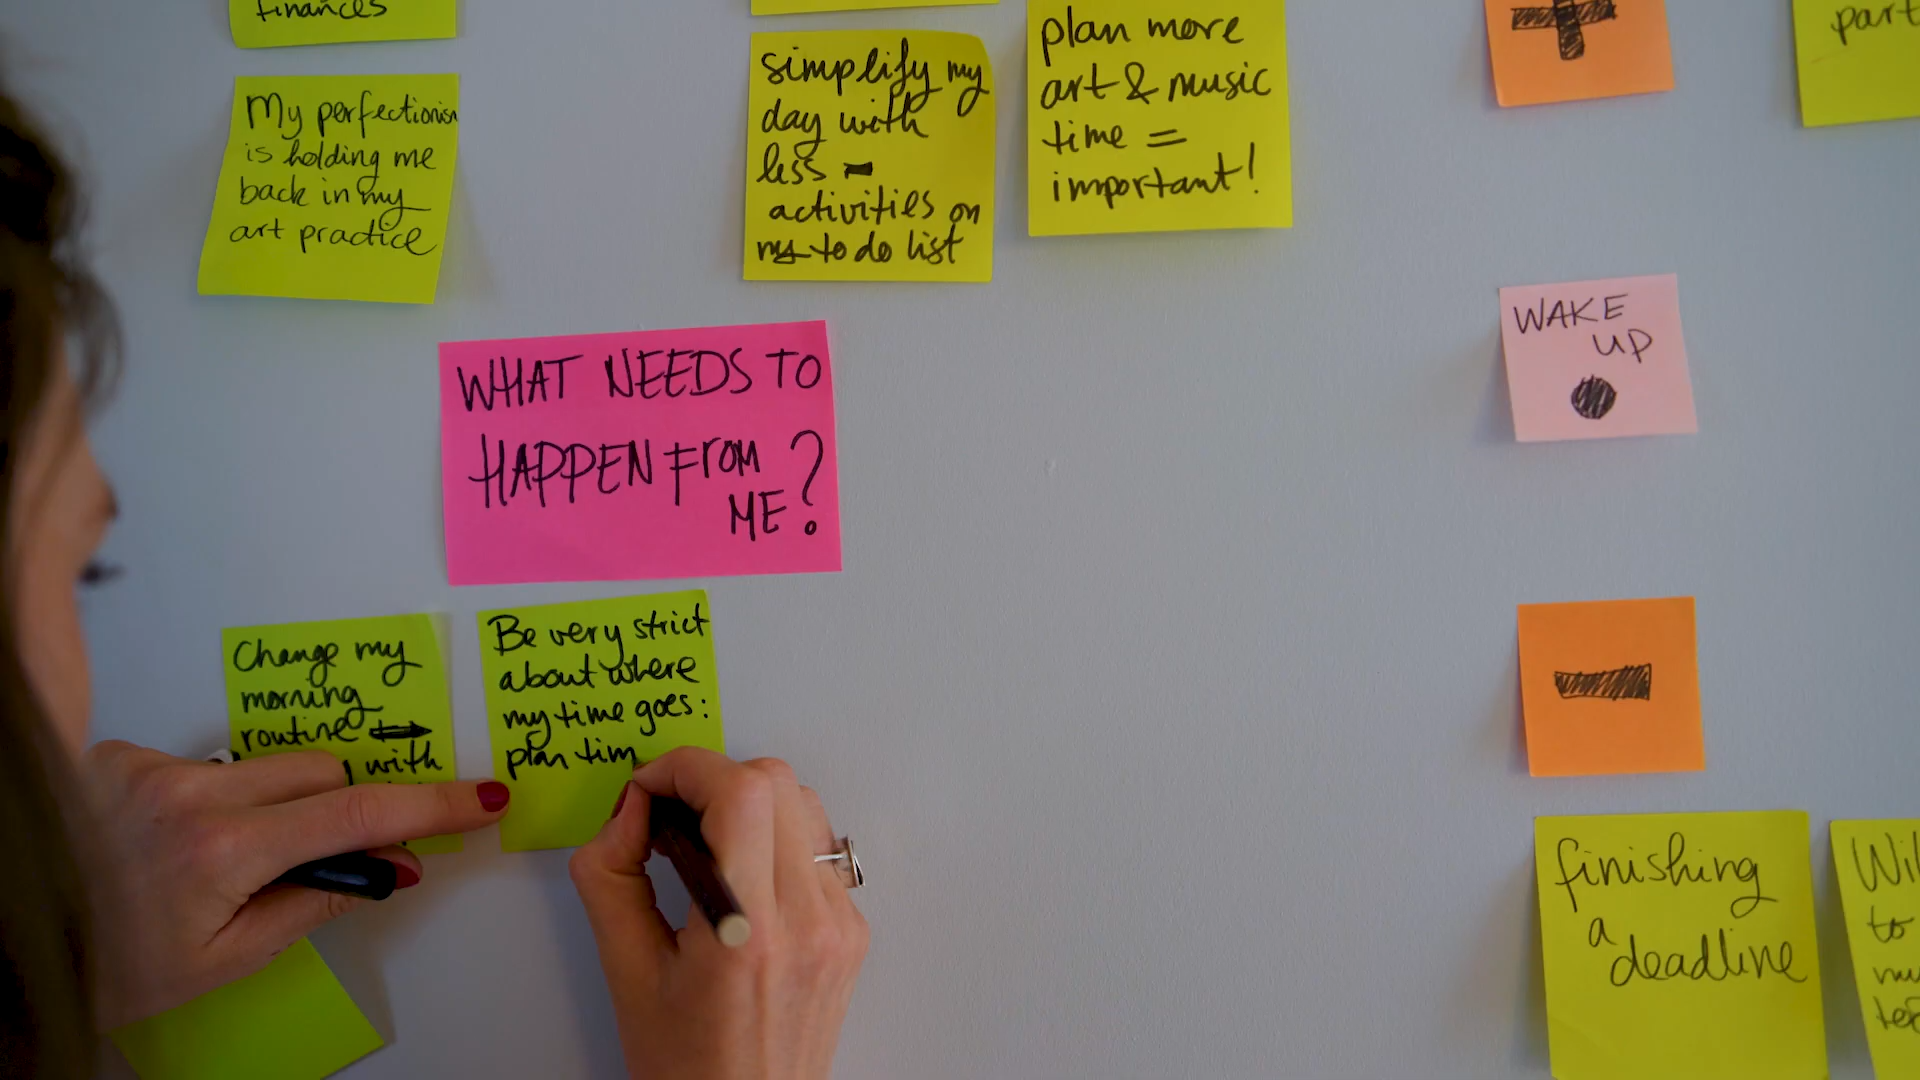 finances
My perfectionism
is holding me
back in my
art practice
simplify my
day with
less
activities on
my to do list
plan more
art & music
time =
important!
part
WHAT NEEDS TO
HAPPEN FROM
ME?
WAKE
UP
Change my
morning
routine
with
Be very strict
about where
my time goes:
plan tim
finishing
a
deadline
to